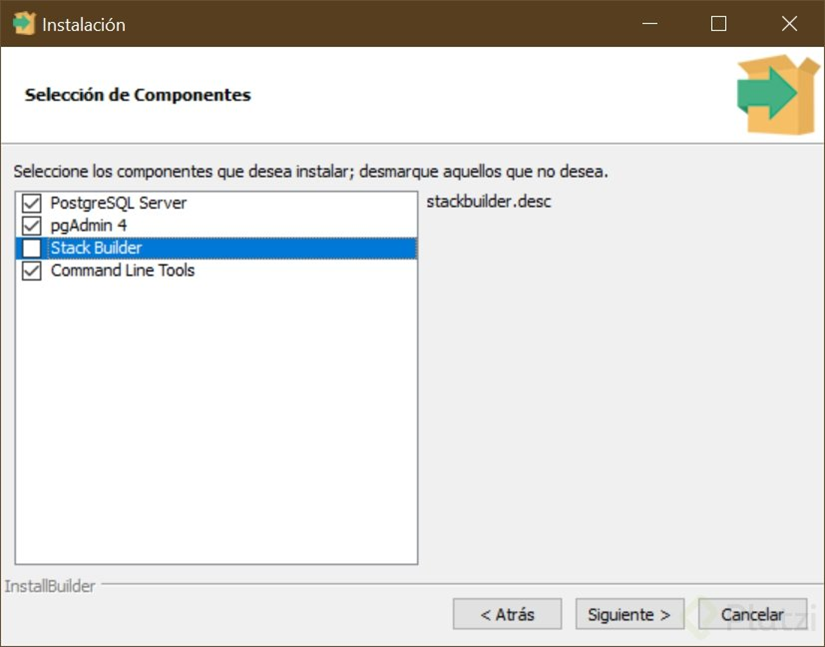 Instalación
Selección de Componentes
Seleccione los componentes que desea instalar; desmarque aquellos que no desea.
PostgreSQL Server
stackbuilder.desc
pgAdmin 4
Stack Builder
Command Line Tools
InstallBuilder
< Atrás
Siguiente >
Cancelar
Platzi